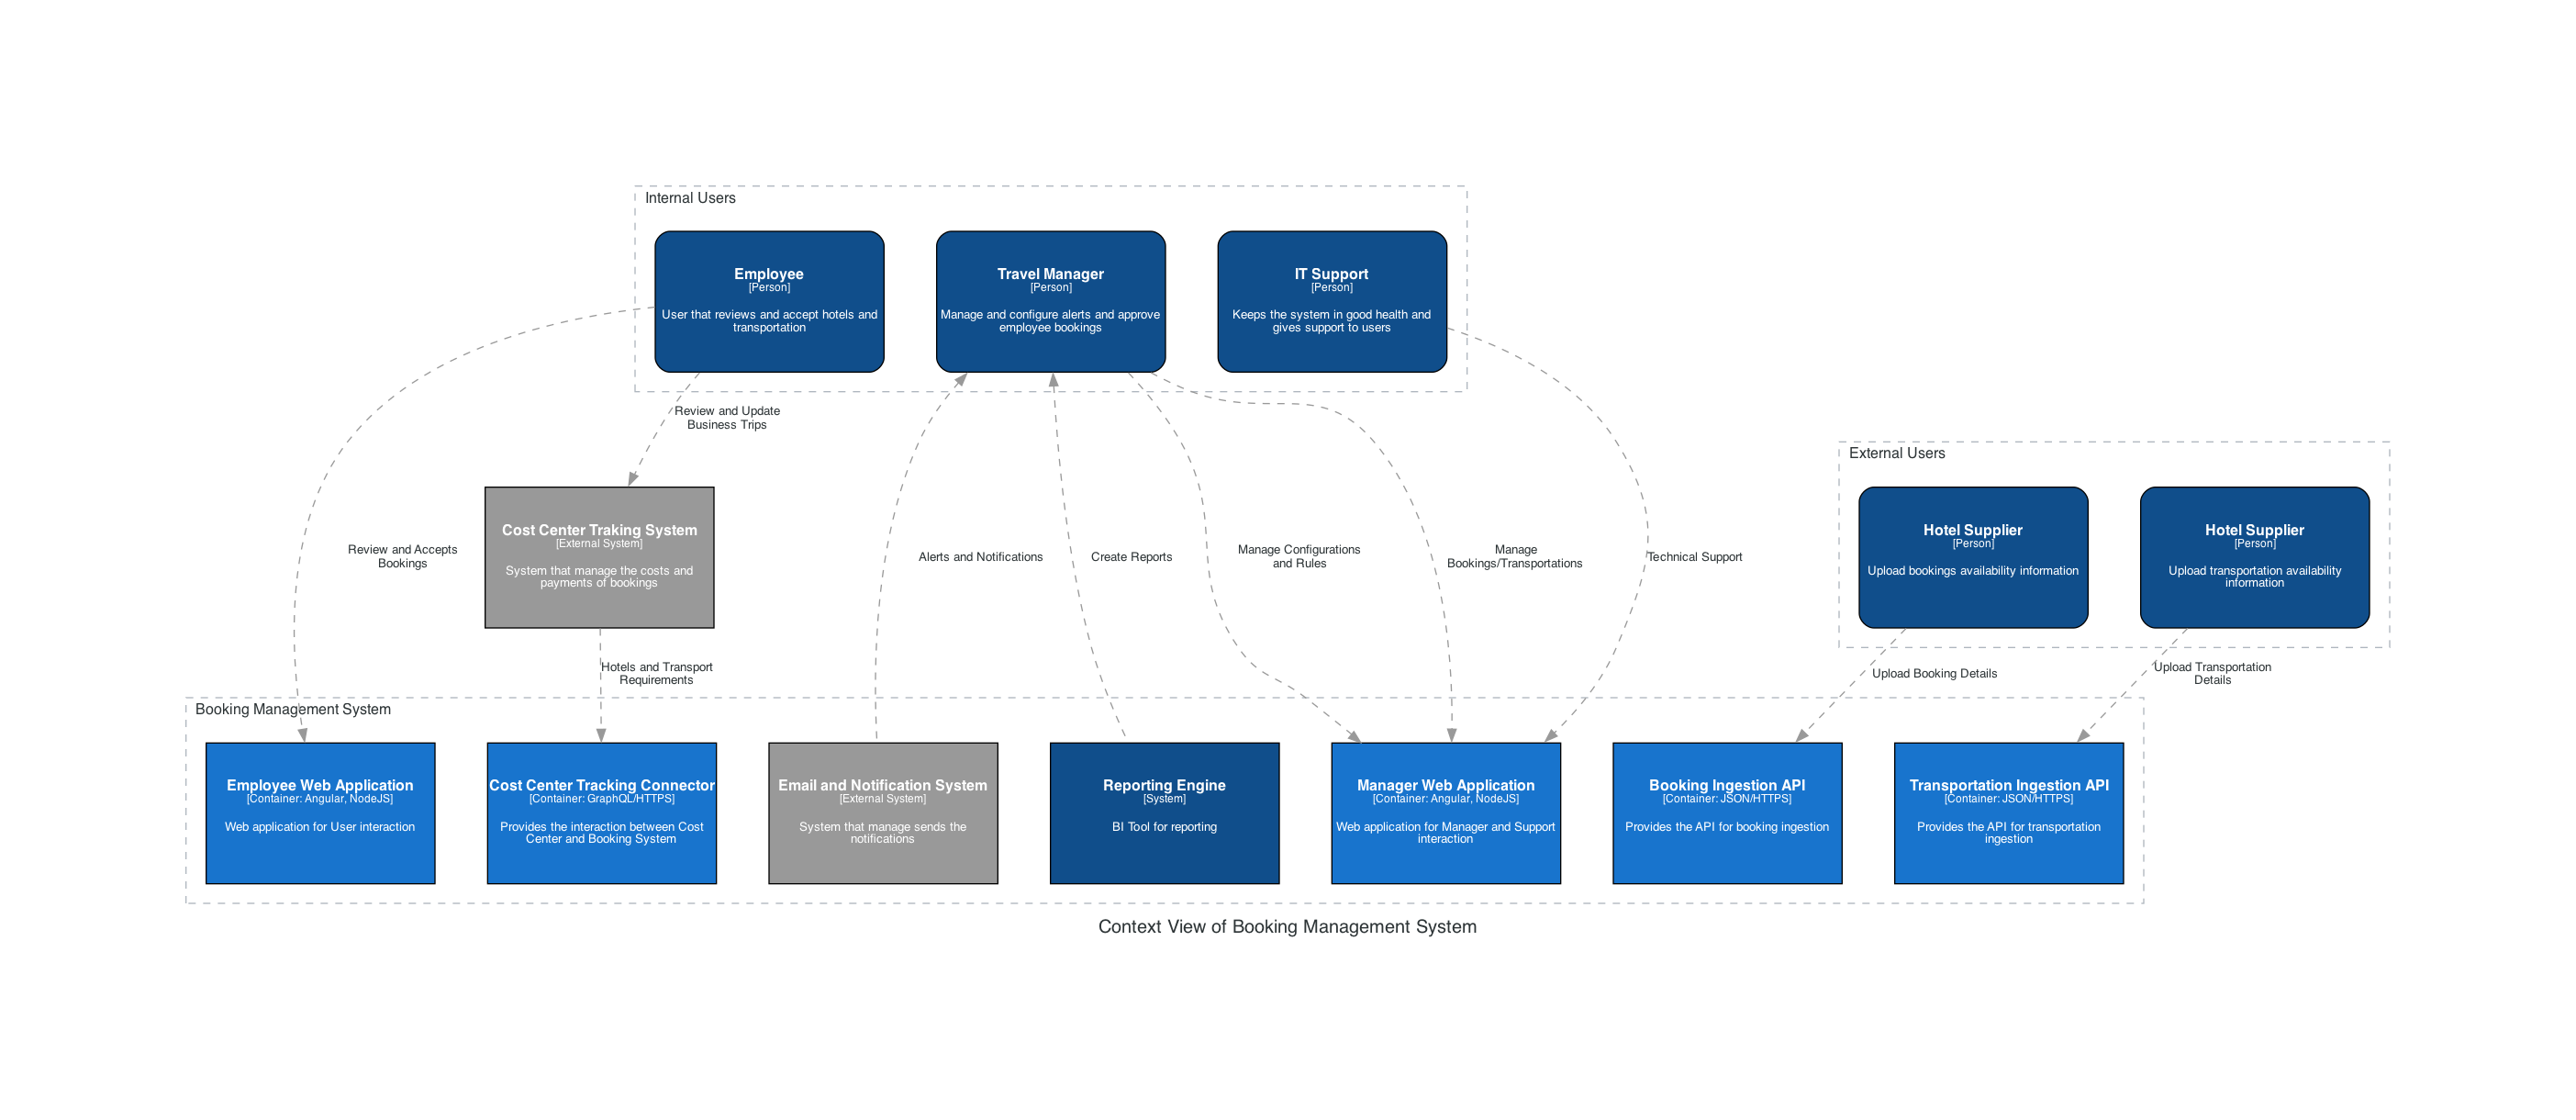 Internal Users
Employee
[Person]
User that reviews and accept hotels and
transportation
Travel Manager
[Person]
Manage and configure alerts and approve
employee bookings
IT Support
[Person]
Keeps the system in good health and
gives support to users
Review and Update
Business Trips
External Users
Cost Center Traking System
[External System]
System that manage the costs and
payments of bookings
Hotel Supplier
[Person]
Upload bookings availability information
Hotel Supplier
[Person]
Upload transportation availability
information
Review and Accepts
Bookings
Alerts and Notifications
Create Reports
Manage Configurations
and Rules
Manage
Bookings/Transportations
Technical Support
Hotels and Transport
Requirements
Upload Booking Details
Upload Transportation
Details
Booking Management System
Employee Web Application
[Container: Angular, NodeJS]
Web application for User interaction
Cost Center Tracking Connector
[Container: GraphQL/HTTPS]
Provides the interaction between Cost
Center and Booking System
Email and Notification System
[External System]
System that manage sends the
notifications
Reporting Engine
[System]
BI Tool for reporting
Manager Web Application
[Container: Angular, NodeJS]
Web application for Manager and Support
interaction
Booking Ingestion API
[Container: JSON/HTTPS]
Provides the API for booking ingestion
Transportation Ingestion API
[Container: JSON/HTTPS]
Provides the API for transportation
ingestion
Context View of Booking Management System